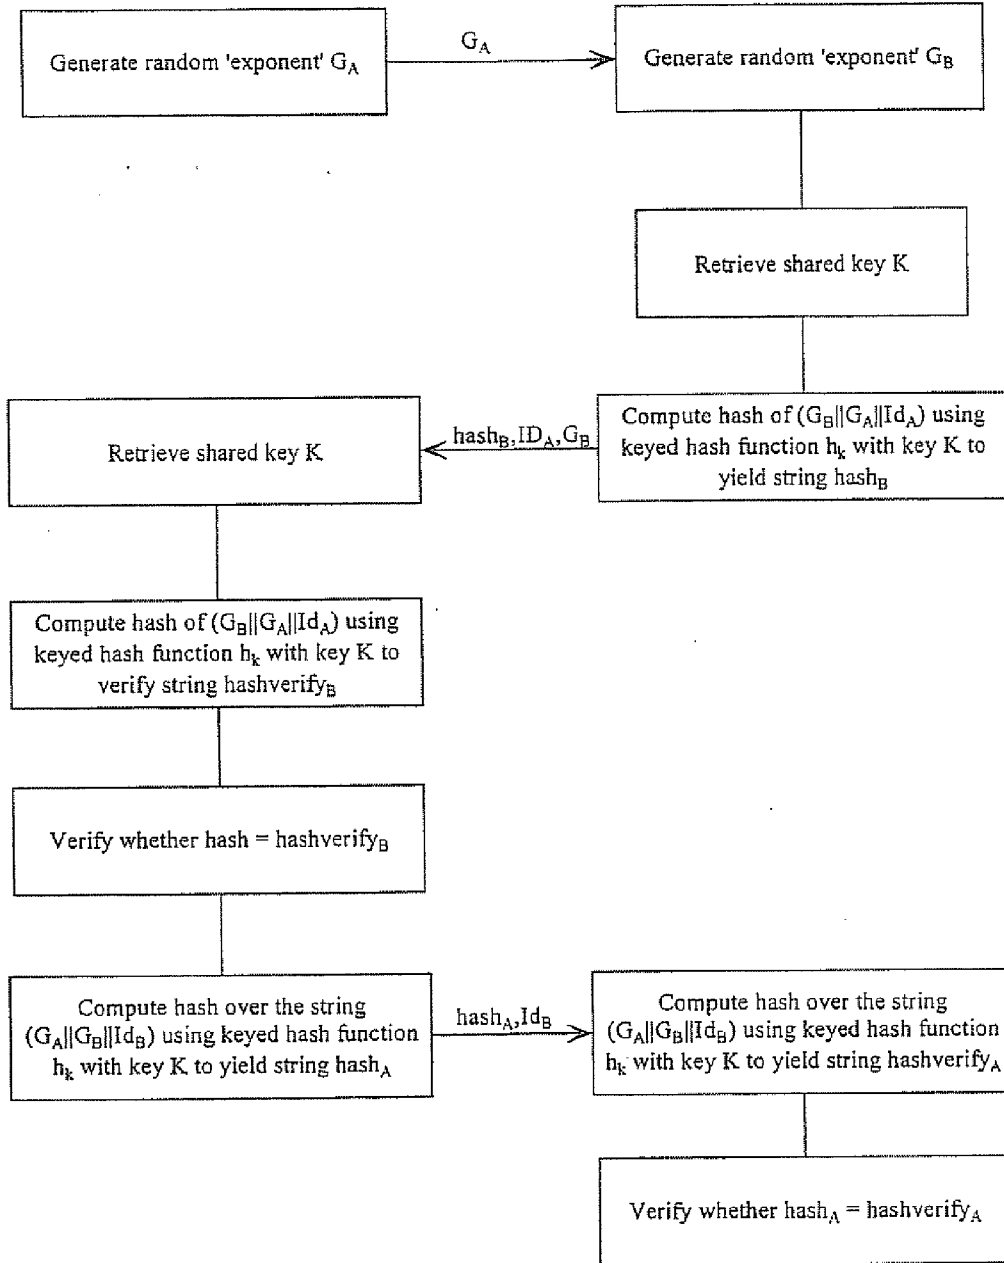 Generate random 'exponent' G_A
G_A
Generate random 'exponent' G_B
Retrieve shared key K
Compute hash of (G_B||G_A||Id_A) using
keyed hash function h_k with key K to
yield string hash_B
hash_B,ID_A,G_B
Retrieve shared key K
Compute hash of (G_B||G_A||Id_A) using
keyed hash function h_k with key K to
verify string hashverify_B
Verify whether hash = hashverify_B
Compute hash over the string
(G_A||G_B||Id_B) using keyed hash function
h_k with key K to yield string hash_A
hash_A,Id_B
Compute hash over the string
(G_A||G_B||Id_B) using keyed hash function
h_k with key K to yield string hashverify_A
Verify whether hash_A = hashverify_A